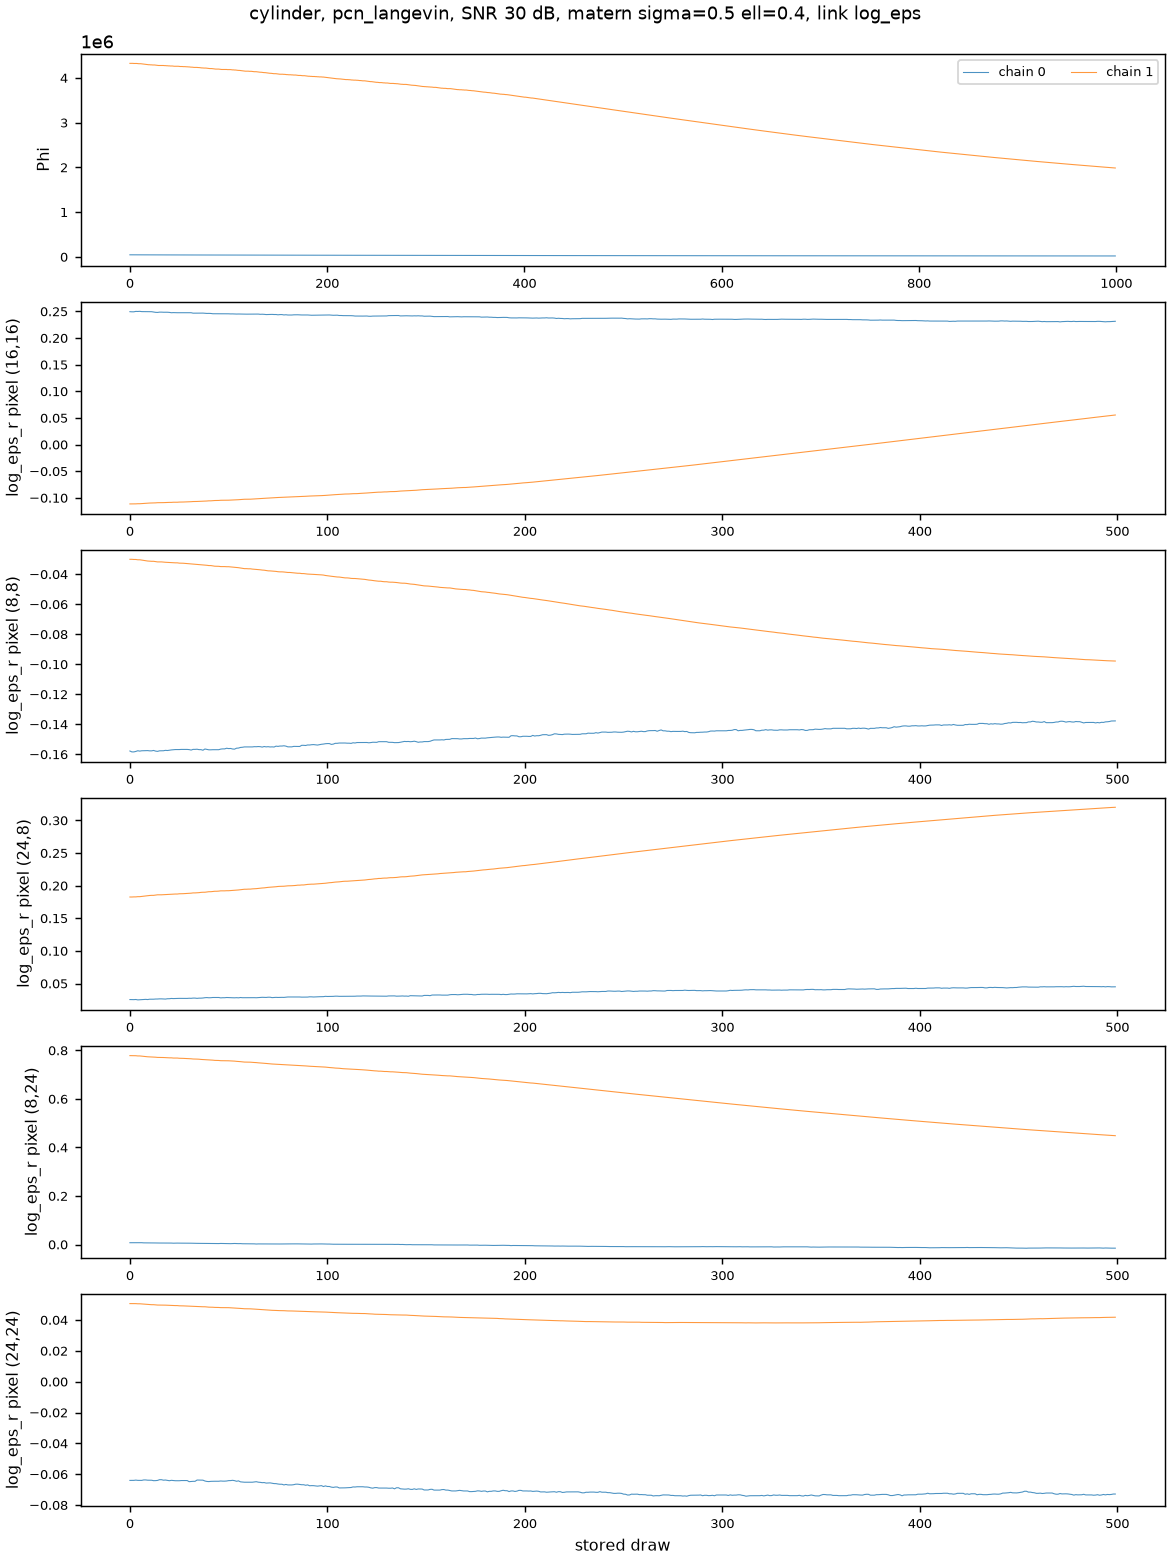 cylinder, pcn_langevin, SNR 30 dB, matern sigma=0.5 ell=0.4, link log_eps
1e6
chain 0 chain 1
Phi
4
3
2
1
0
0 200 400 600 800 1000
log_eps_r pixel (16,16)
0.25
0.20
0.15
0.10
0.05
0.00
−0.05
−0.10
0 100 200 300 400 500
log_eps_r pixel (8,8)
−0.04
−0.06
−0.08
−0.10
−0.12
−0.14
−0.16
0 100 200 300 400 500
log_eps_r pixel (24,8)
0.30
0.25
0.20
0.15
0.10
0.05
0 100 200 300 400 500
log_eps_r pixel (8,24)
0.8
0.6
0.4
0.2
0.0
0 100 200 300 400 500
log_eps_r pixel (24,24)
0.04
0.02
0.00
−0.02
−0.04
−0.06
−0.08
0 100 200 300 400 500
stored draw